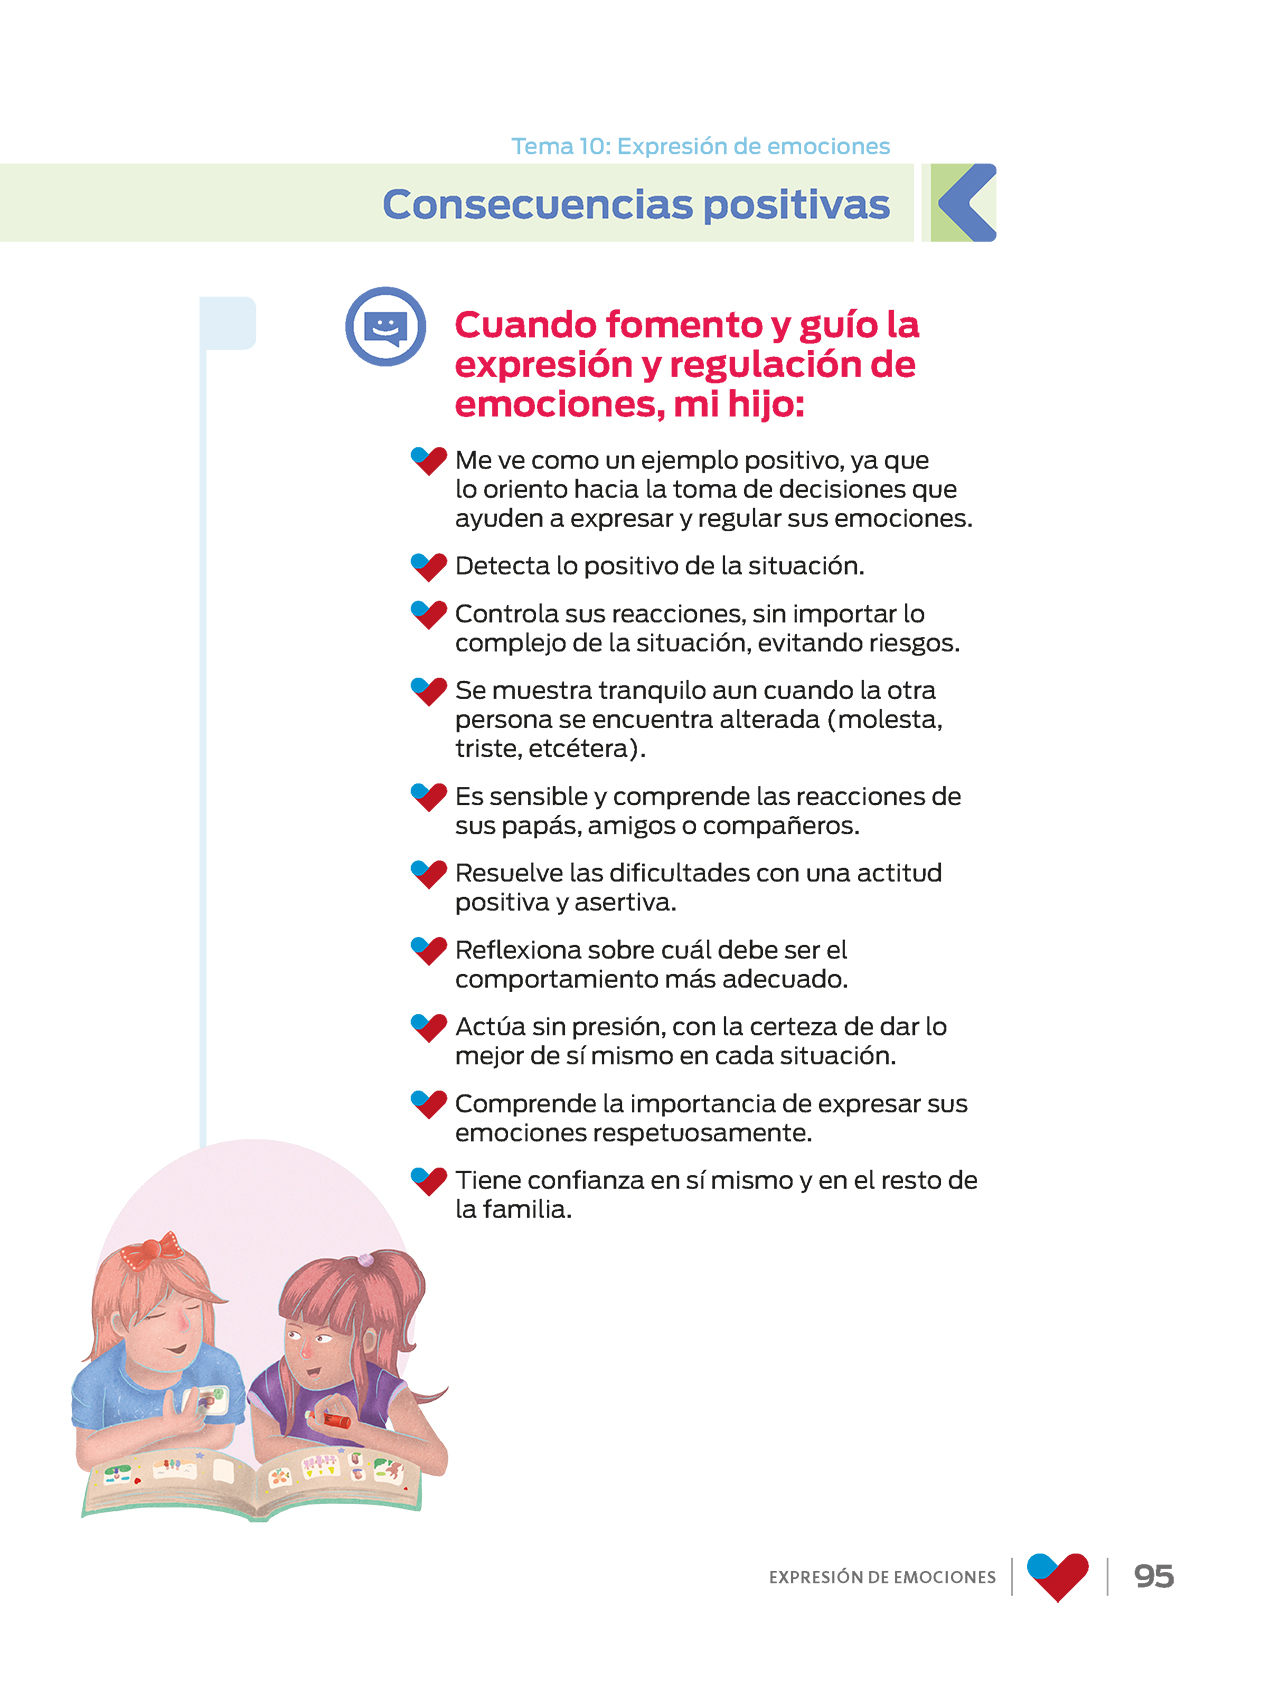 Tema 10: Expresión de emociones
Consecuencias positivas
Cuando fomento y guío la
expresión y regulación de
emociones, mi hijo:
Me ve como un ejemplo positivo, ya que
lo oriento hacia la toma de decisiones que
ayuden a expresar y regular sus emociones.
Detecta lo positivo de la situación.
Controla sus reacciones, sin importar lo
complejo de la situación, evitando riesgos.
Se muestra tranquilo aun cuando la otra
persona se encuentra alterada (molesta,
triste, etcétera).
Es sensible y comprende las reacciones de
sus papás, amigos o compañeros.
Resuelve las dificultades con una actitud
positiva y asertiva.
Reflexiona sobre cuál debe ser el
comportamiento más adecuado.
Actúa sin presión, con la certeza de dar lo
mejor de sí mismo en cada situación.
Comprende la importancia de expresar sus
emociones respetuosamente.
Tiene confianza en sí mismo y en el resto de
la familia.
EXPRESIÓN DE EMOCIONES
95